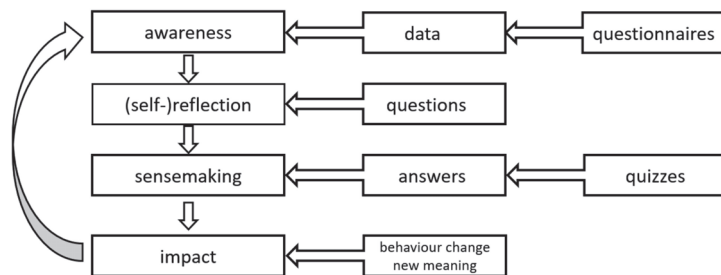 awareness
data
questionnaires
(self-)reflection
questions
sensemaking
answers
quizzes
impact
behaviour change
new meaning